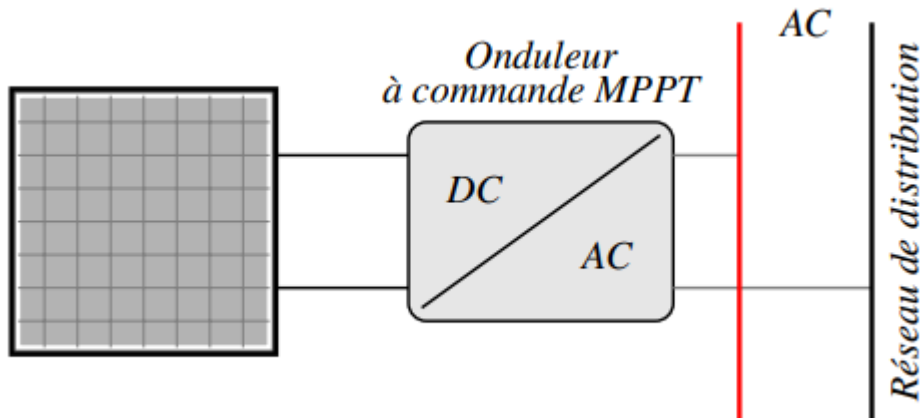 AC
Onduleur
à commande MPPT
DC
AC
Réseau de distribution